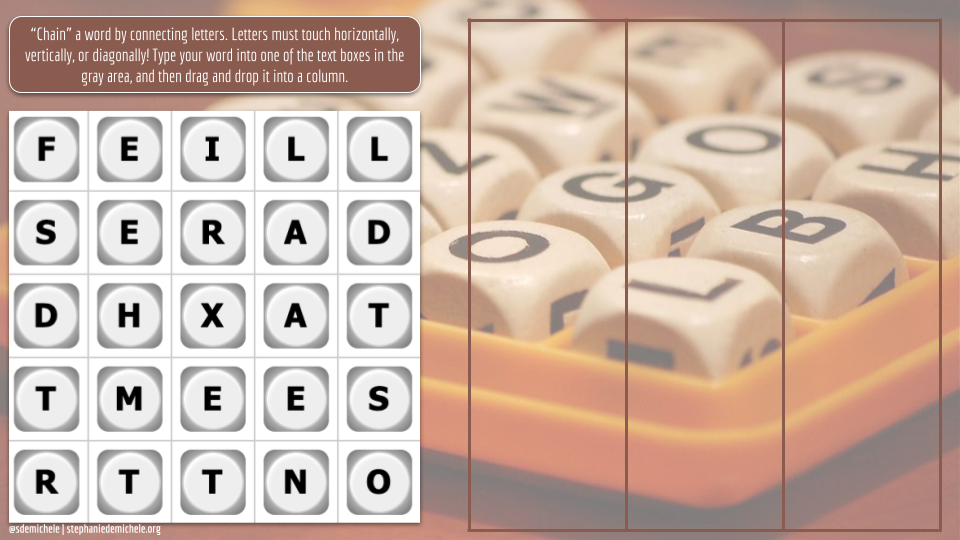 “Chain” a word by connecting letters. Letters must touch horizontally,
vertically, or diagonally! Type your word into one of the text boxes in the
gray area, and then drag and drop it into a column.
F E I L L
S E R A D
D H X A T
T M E E S
R T T N O
@sdemichele | stephaniedemichele.org
W
S
Z
O
H
G
O
B
L